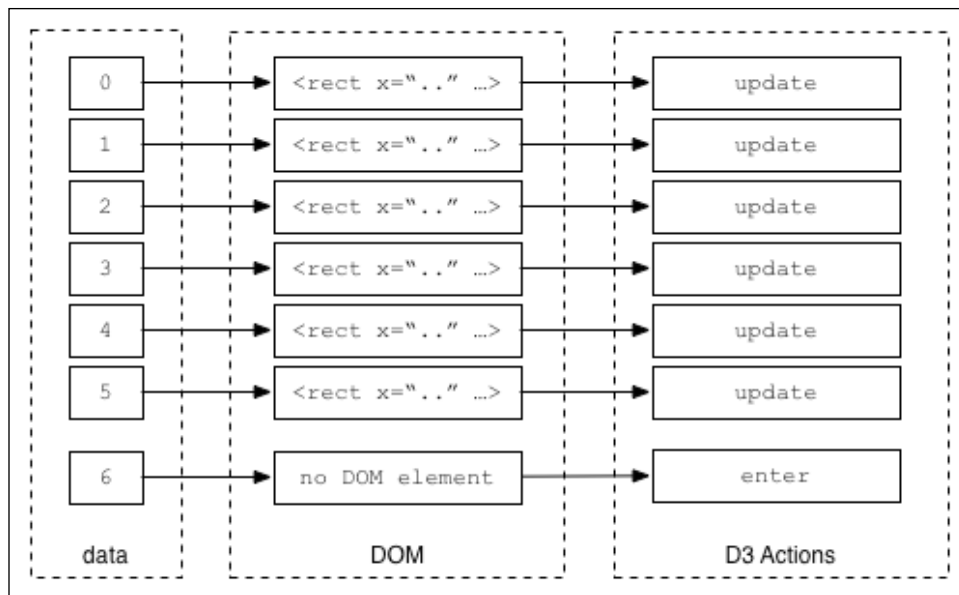 0 <rect x=“..” …> update
1 <rect x=“..” …> update
2 <rect x=“..” …> update
3 <rect x=“..” …> update
4 <rect x=“..” …> update
5 <rect x=“..” …> update
6 no DOM element enter
data DOM D3 Actions